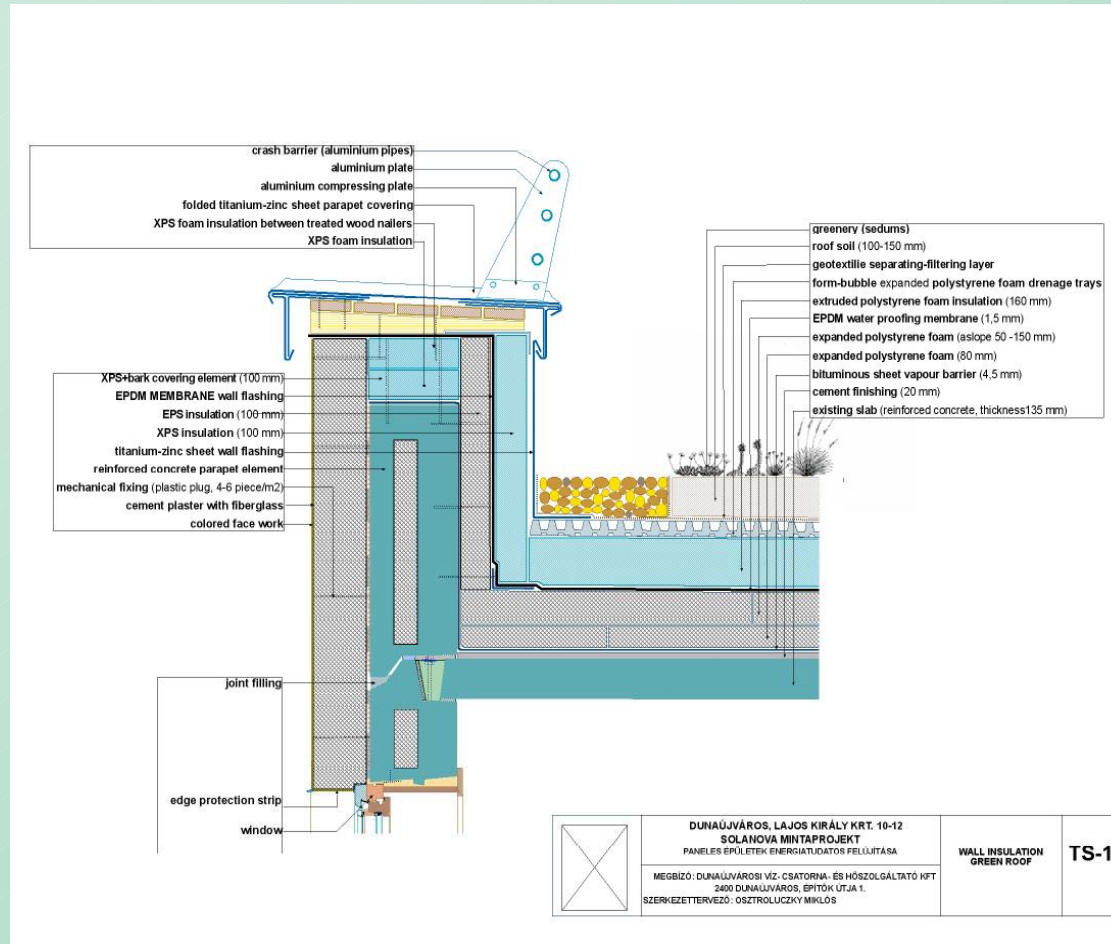 crash barrier (aluminium pipes)
aluminium plate
aluminium compressing plate
folded titanium-zinc sheet parapet covering
XPS foam insulation between treated wood nailers
XPS foam insulation
greenery (sedums)
roof soil (100-150 mm)
geotextilie separating-filtering layer
form-bubble expanded polystyrene foam drenage trays
extruded polystyrene foam insulation (160 mm)
EPDM water proofing membrane (1,5 mm)
expanded polystyrene foam (aslope 50 -150 mm)
expanded polystyrene foam (80 mm)
bituminous sheet vapour barrier (4,5 mm)
cement finishing (20 mm)
existing slab (reinforced concrete, thickness135 mm)
XPS+bark covering element (100 mm)
EPDM MEMBRANE wall flashing
EPS insulation (100 mm)
XPS insulation (100 mm)
titanium-zinc sheet wall flashing
reinforced concrete parapet element
mechanical fixing (plastic plug, 4-6 piece/m2)
cement plaster with fiberglass
colored face work
joint filling
edge protection strip
window
DUNAÚJVÁROS, LAJOS KIRÁLY KRT. 10-12
SOLANOVA MINTAPROJEKT
PANELES ÉPÜLETEK ENERGIATUDATOS FELÚJÍTÁSA
MEGBÍZÓ: DUNAÚJVÁROSI VÍZ- CSATORNA- ÉS HŐSZOLGÁLTATÓ KFT
2400 DUNAÚJVÁROS, ÉPÍTŐK ÚTJA 1.
SZERKEZETTERVEZŐ: OSZTROLUCZKY MIKLÓS
WALL INSULATION
GREEN ROOF
TS-1